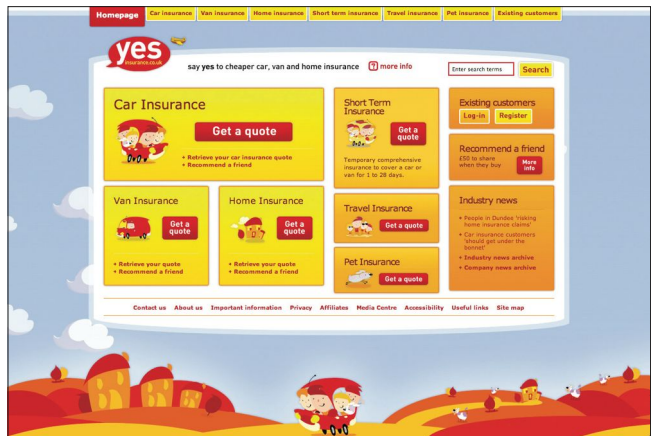 Homepage Car insurance Van insurance Home insurance Short term insurance Travel insurance Pet insurance Existing customers
yes
insurance.co.uk
say yes to cheaper car, van and home insurance ? more info
Enter search terms Search
Car Insurance
Get a quote
• Retrieve your car insurance quote
• Recommend a friend
Short Term
Insurance
Get a
quote
Temporary comprehensive
insurance to cover a car or
van for 1 to 28 days.
Existing customers
Log-in Register
Recommend a friend
£50 to share
when they buy
More
info
Van Insurance
Get a
quote
• Retrieve your quote
• Recommend a friend
Home Insurance
Get a
quote
• Retrieve your quote
• Recommend a friend
Travel Insurance
Get a quote
Pet Insurance
Get a quote
Industry news
• People in Dundee 'risking
home insurance claims'
• Car insurance customers
'should get under the
bonnet'
• Industry news archive
• Company news archive
Contact us About us Important information Privacy Affiliates Media Centre Accessibility Useful links Site map